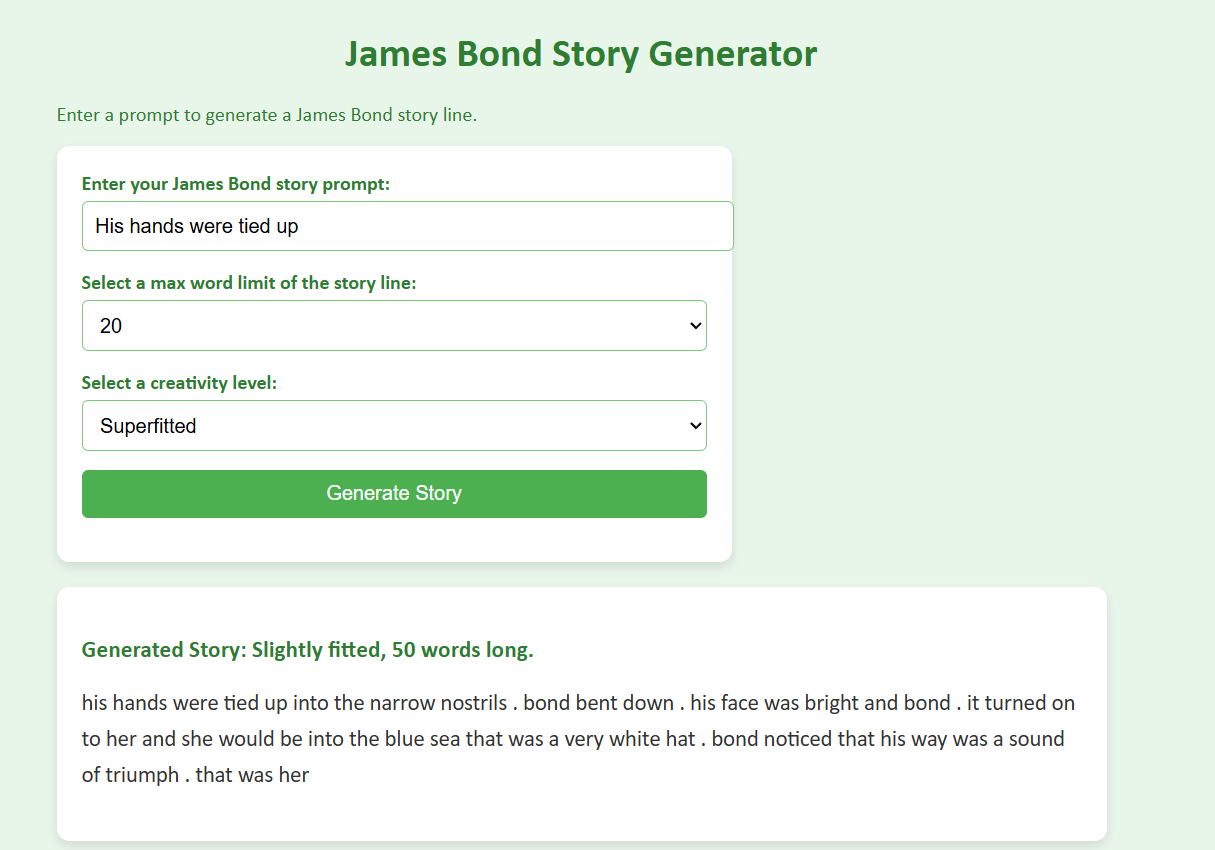 James Bond Story Generator
Enter a prompt to generate a James Bond story line.
Enter your James Bond story prompt:
His hands were tied up
Select a max word limit of the story line:
20
Select a creativity level:
Superfitted
Generate Story
Generated Story: Slightly fitted, 50 words long.
his hands were tied up into the narrow nostrils . bond bent down . his face was bright and bond . it turned on
to her and she would be into the blue sea that was a very white hat . bond noticed that his way was a sound
of triumph . that was her